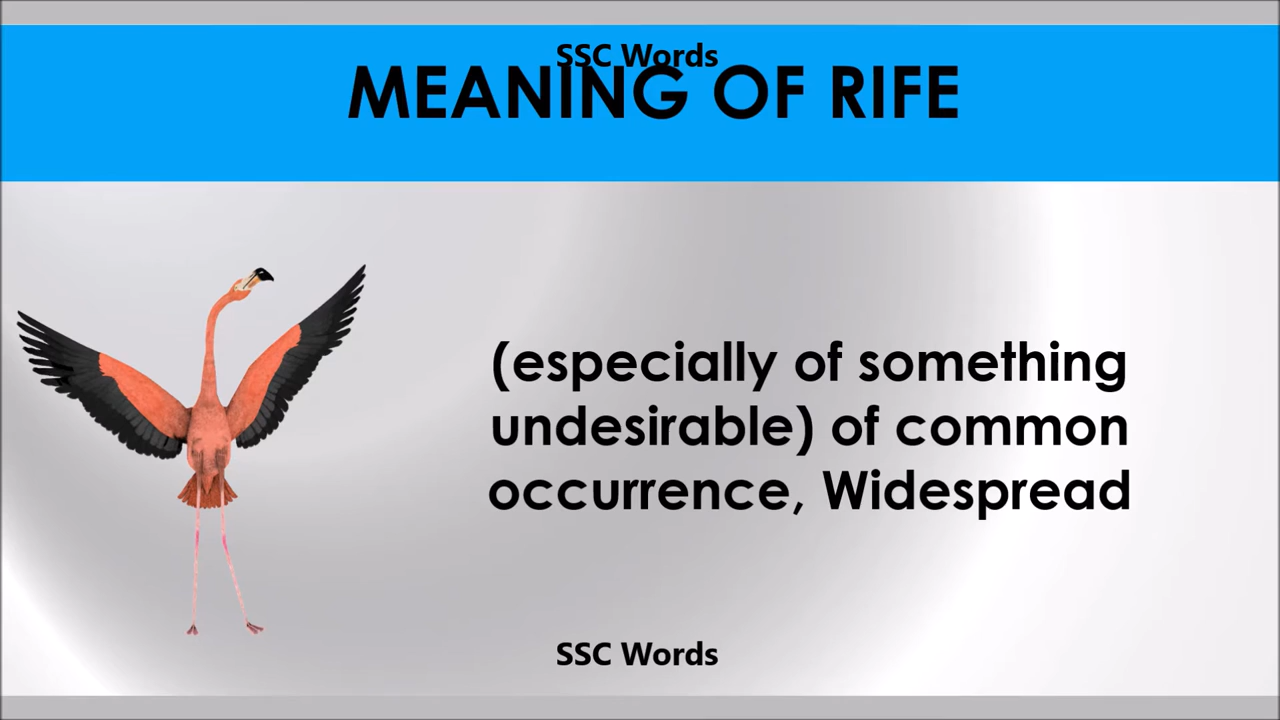 SSC Words
MEANING OF RIFE
(especially of something
undesirable) of common
occurrence, Widespread
SSC Words